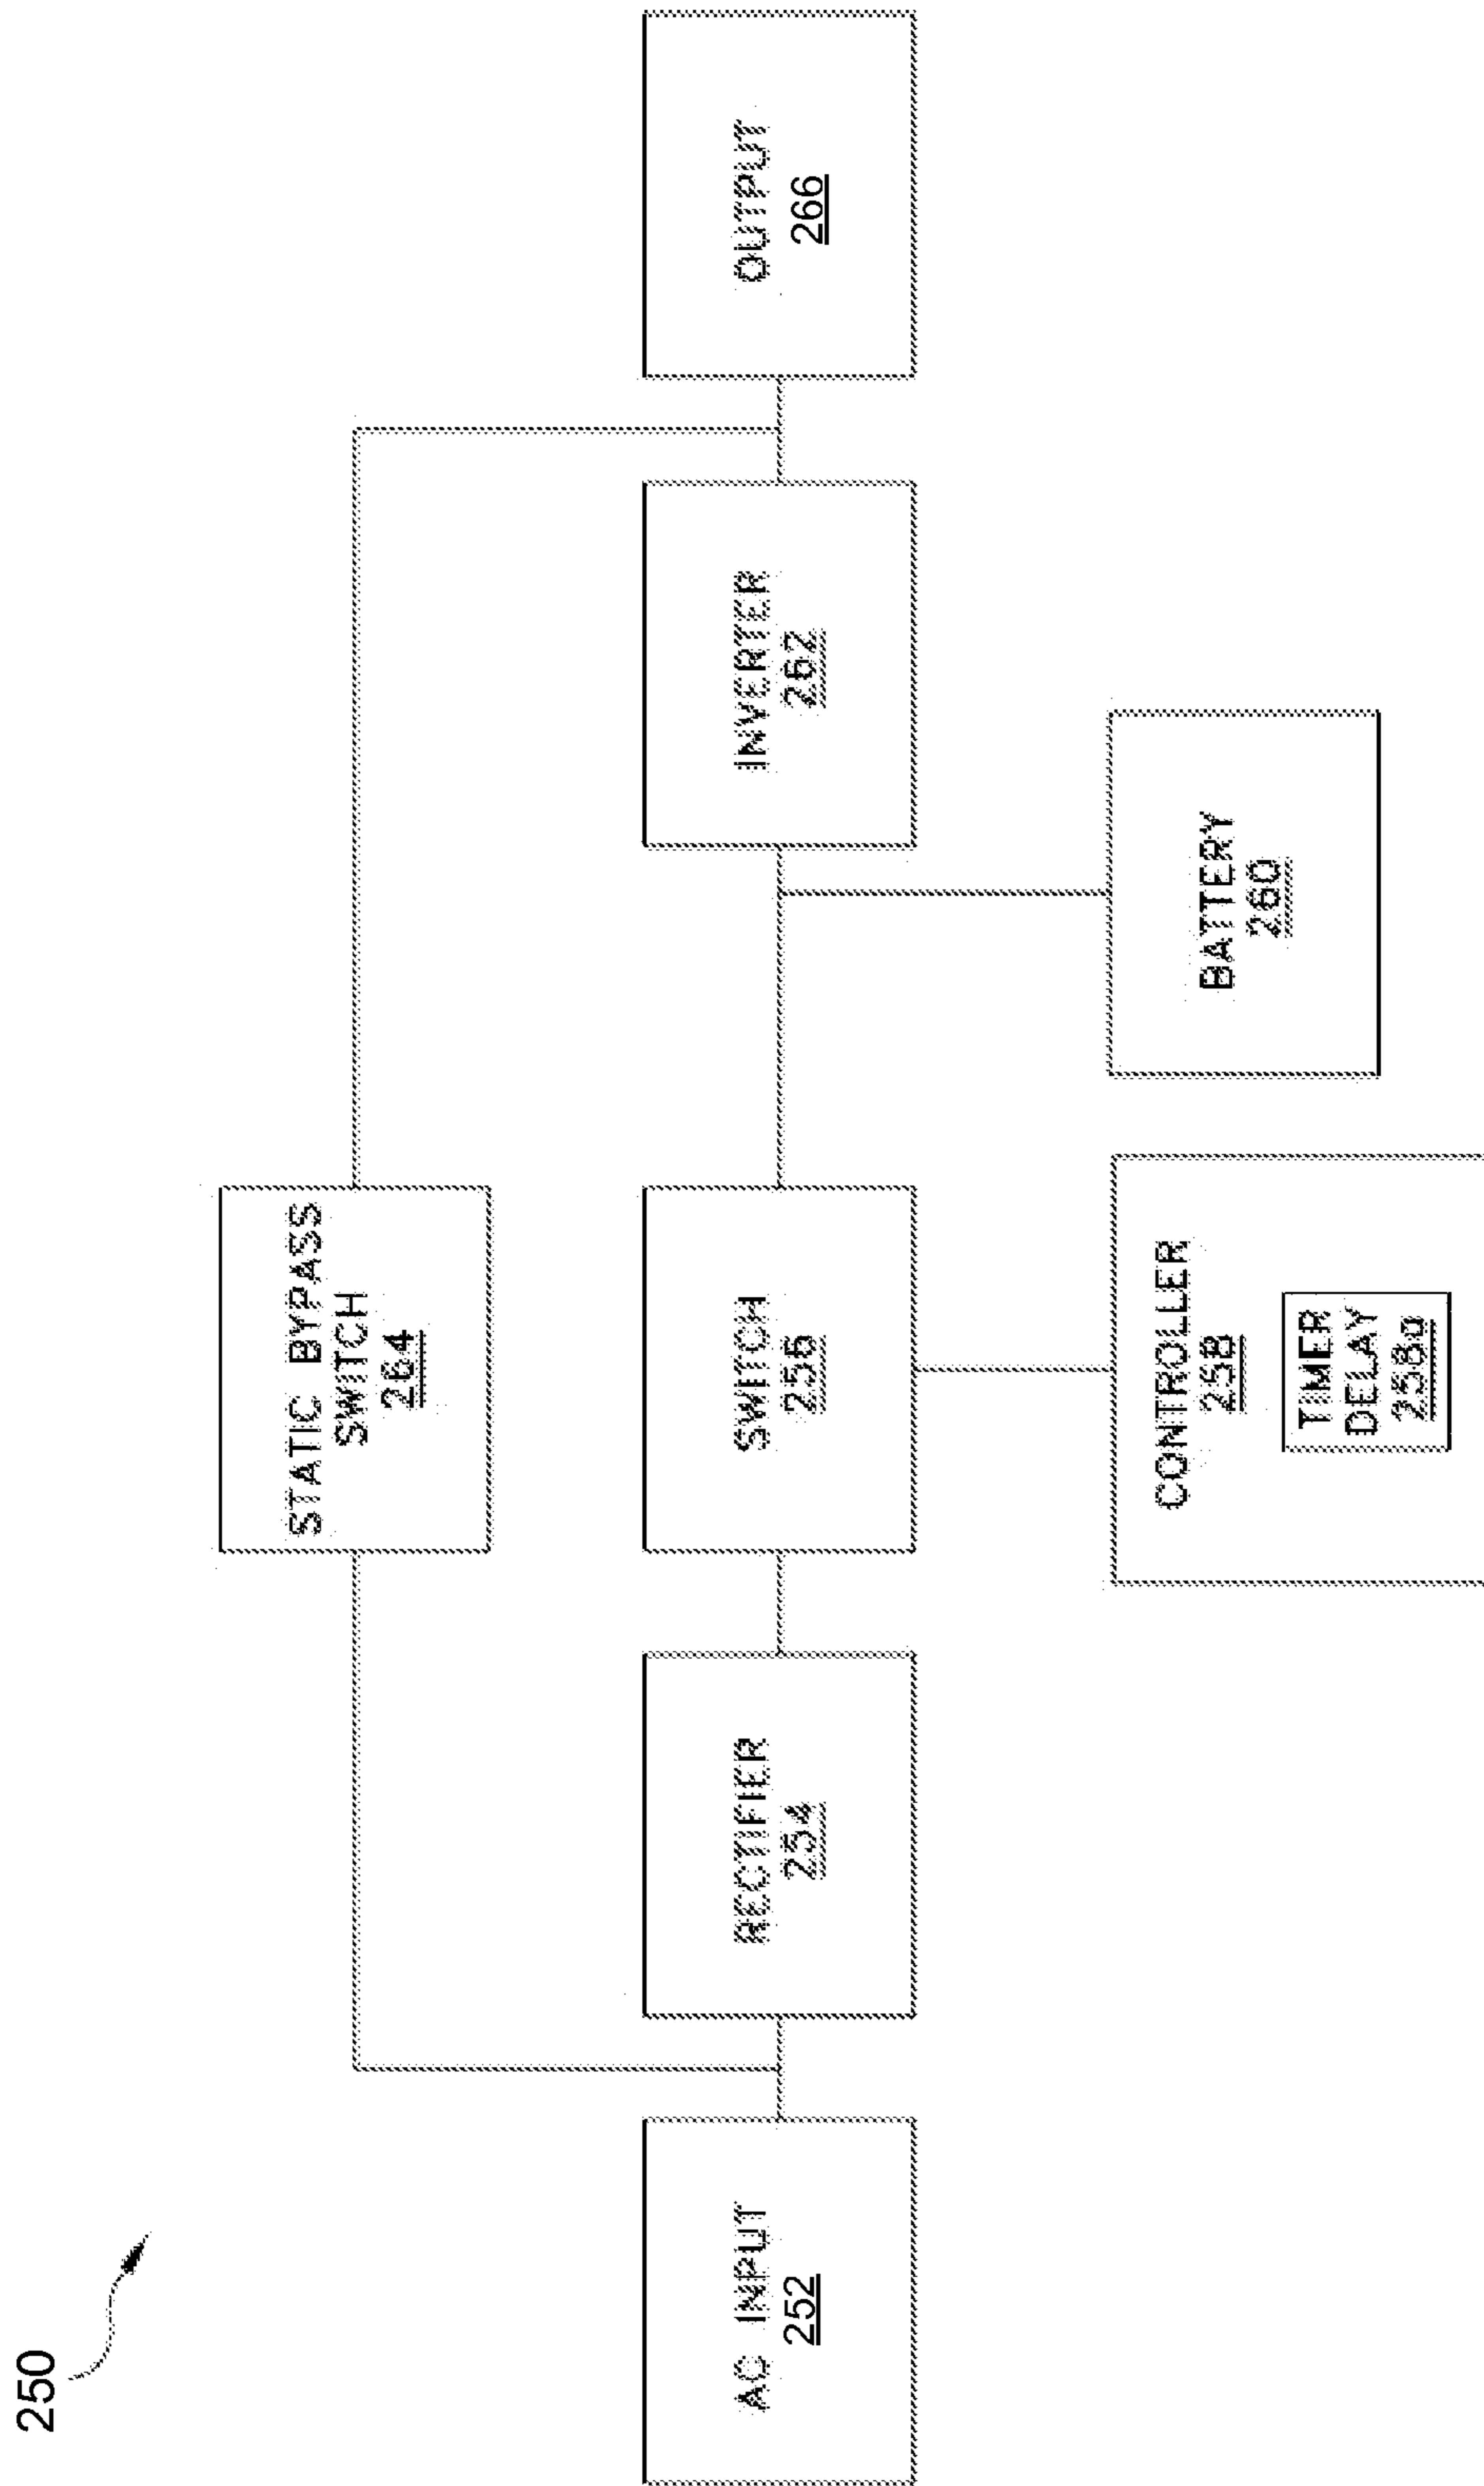 250
STATIC BYPASS
SWITCH
264
AC INPUT
252
RECTIFIER
254
SWITCH
256
INVERTER
262
OUTPUT
266
CONTROLLER
258
TIMER
DELAY
258a
BATTERY
260